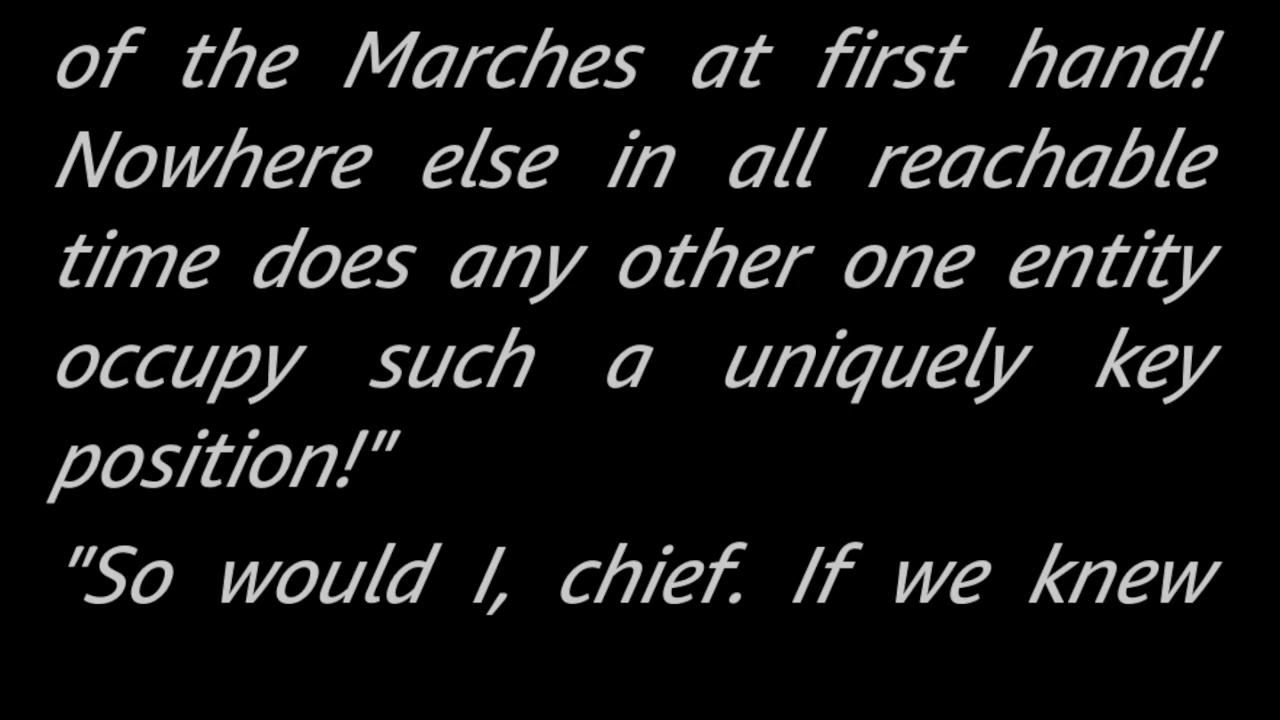 of the Marches at first hand!
Nowhere else in all reachable
time does any other one entity
occupy such a uniquely key
position!"
"So would I, chief. If we knew